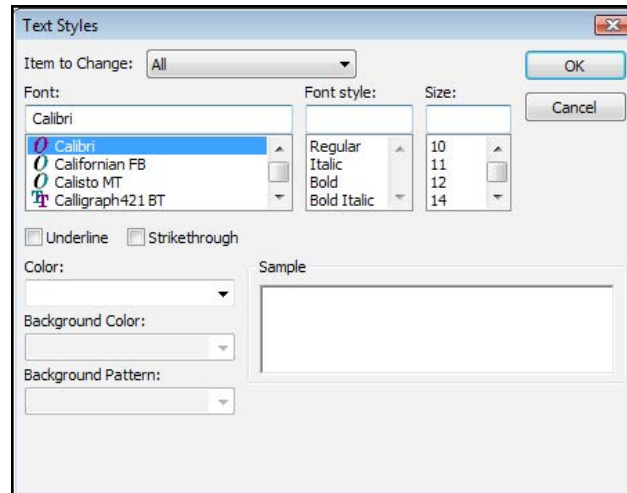 Text Styles
Item to Change: All
OK
Font: Font style: Size:
Cancel
Calibri
Calibri Regular 10
Californian FB Italic 11
Calisto MT Bold 12
Calligraph421 BT Bold Italic 14
Underline Strikethrough
Color: Sample
Background Color:
Background Pattern: